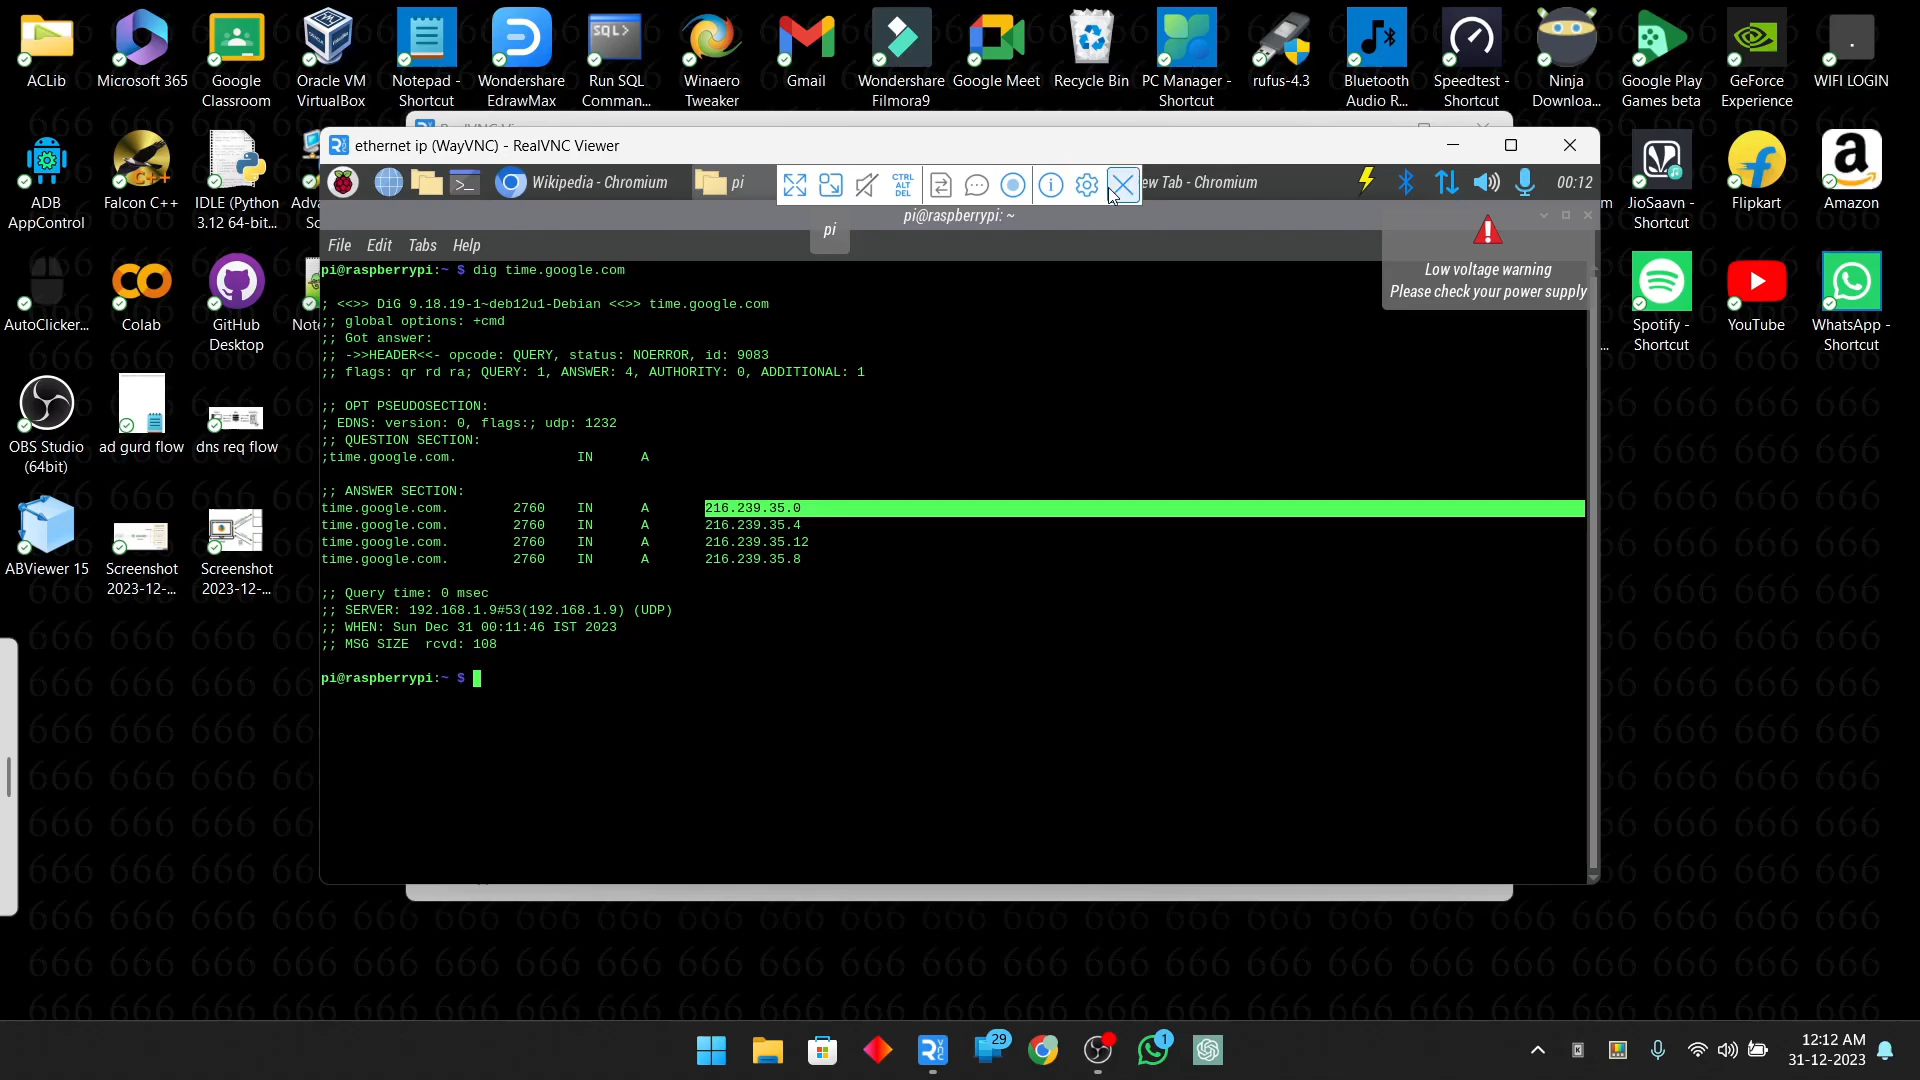 ACLib
Microsoft 365
Google Classroom
Oracle VM VirtualBox
Notepad - Shortcut
Wondershare EdrawMax
Run SQL Comman...
Winaero Tweaker
Gmail
Wondershare Filmora9
Google Meet
Recycle Bin
PC Manager - Shortcut
rufus-4.3
Bluetooth Audio R...
Speedtest - Shortcut
Ninja Downloa...
Google Play Games beta
GeForce Experience
WIFI LOGIN
ADB AppControl
Falcon C++
IDLE (Python 3.12 64-bit...
JioSaavn - Shortcut
Flipkart
Amazon
AutoClicker...
Colab
GitHub Desktop
Spotify - Shortcut
YouTube
WhatsApp - Shortcut
OBS Studio (64bit)
ad gurd flow
dns req flow
ABViewer 15
Screenshot 2023-12-...
Screenshot 2023-12-...
ethernet ip (WayVNC) - RealVNC Viewer
Wikipedia - Chromium
pi
CTRL ALT DEL
ew Tab - Chromium
00:12
pi@raspberrypi: ~
pi
File Edit Tabs Help
Low voltage warning
Please check your power supply
pi@raspberrypi:~ $ dig time.google.com
; <<>> DiG 9.18.19-1~deb12u1-Debian <<>> time.google.com
;; global options: +cmd
;; Got answer:
;; ->>HEADER<<- opcode: QUERY, status: NOERROR, id: 9083
;; flags: qr rd ra; QUERY: 1, ANSWER: 4, AUTHORITY: 0, ADDITIONAL: 1
;; OPT PSEUDOSECTION:
; EDNS: version: 0, flags:; udp: 1232
;; QUESTION SECTION:
;time.google.com. IN A
;; ANSWER SECTION:
time.google.com. 2760 IN A 216.239.35.0
time.google.com. 2760 IN A 216.239.35.4
time.google.com. 2760 IN A 216.239.35.12
time.google.com. 2760 IN A 216.239.35.8
;; Query time: 0 msec
;; SERVER: 192.168.1.9#53(192.168.1.9) (UDP)
;; WHEN: Sun Dec 31 00:11:46 IST 2023
;; MSG SIZE rcvd: 108
pi@raspberrypi:~ $
29
1
12:12 AM
31-12-2023